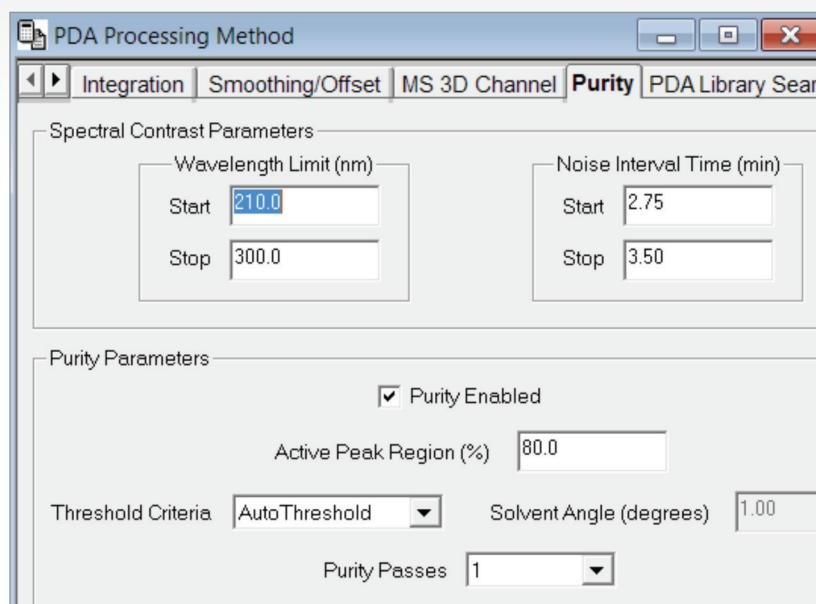 PDA Processing Method
Integration Smoothing/Offset MS 3D Channel Purity PDA Library Sear
Spectral Contrast Parameters
Wavelength Limit (nm) Noise Interval Time (min)
Start 210.0 Start 2.75
Stop 300.0 Stop 3.50
Purity Parameters
Purity Enabled
Active Peak Region (%) 80.0
Threshold Criteria AutoThreshold Solvent Angle (degrees) 1.00
Purity Passes 1